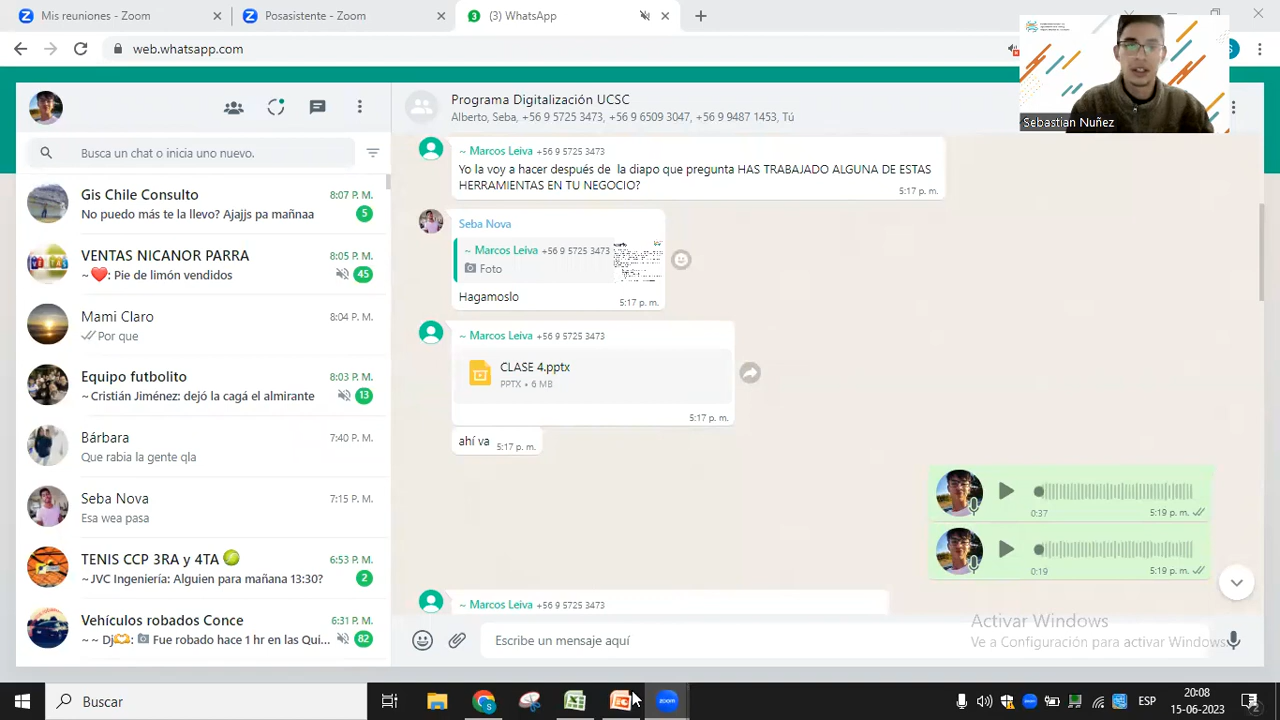 Mis reuniones - Zoom
Posasistente - Zoom
(3) WhatsApp
web.whatsapp.com
Sebastian Nuñez
Busca un chat o inicia uno nuevo.
Gis Chile Consulto 8:07 P. M.
No puedo más te la llevo? Ajajjs pa mañaa 5
VENTAS NICANOR PARRA 8:05 P. M.
~ ❤️: Pie de limón vendidos 45
Mami Claro 8:04 P. M.
Por que
Equipo futbolito 8:03 P. M.
~ Cristián Jiménez: dejó la cagá el almirante 13
Bárbara 7:40 P. M.
Que rabia la gente qla
Seba Nova 7:15 P. M.
Esa wea pasa
TENIS CCP 3RA y 4TA 6:53 P. M.
~ JVC Ingeniería: Alguien para mañana 13:30? 2
Vehículos robados Conce 6:31 P. M.
~ ~ Dj🫶: Fue robado hace 1 hr en las Qui... 82
Programa Digitalización UCSC
Alberto, Seba, +56 9 5725 3473, +56 9 6509 3047, +56 9 9487 1453, Tú
~ Marcos Leiva +56 9 5725 3473
Yo la voy a hacer después de la diapo que pregunta HAS TRABAJADO ALGUNA DE ESTAS
HERRAMIENTAS EN TU NEGOCIO? 5:17 p. m.
Seba Nova
~ Marcos Leiva +56 9 5725 3473
Foto
Hagamoslo 5:17 p. m.
~ Marcos Leiva +56 9 5725 3473
CLASE 4.pptx
PPTX • 6 MB
5:17 p. m.
ahí va 5:17 p. m.
0:37 5:19 p. m.
0:19 5:19 p. m.
~ Marcos Leiva +56 9 5725 3473
Escribe un mensaje aquí
Activar Windows
Ve a Configuración para activar Windows.
Buscar
zoom
ESP
20:08
15-06-2023
2